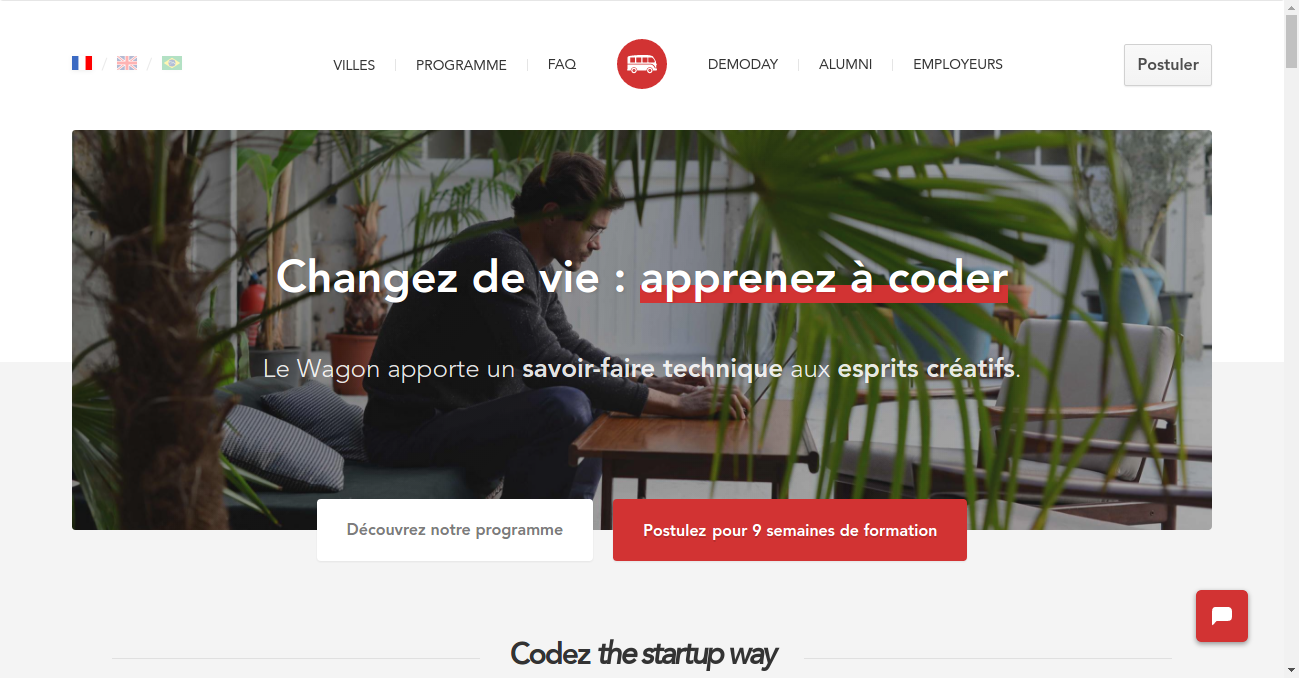 VILLES
PROGRAMME
FAQ
DEMODAY
ALUMNI
EMPLOYEURS
Postuler
Changez de vie : apprenez à coder
Le Wagon apporte un savoir-faire technique aux esprits créatifs.
Découvrez notre programme
Postulez pour 9 semaines de formation
Codez the startup way